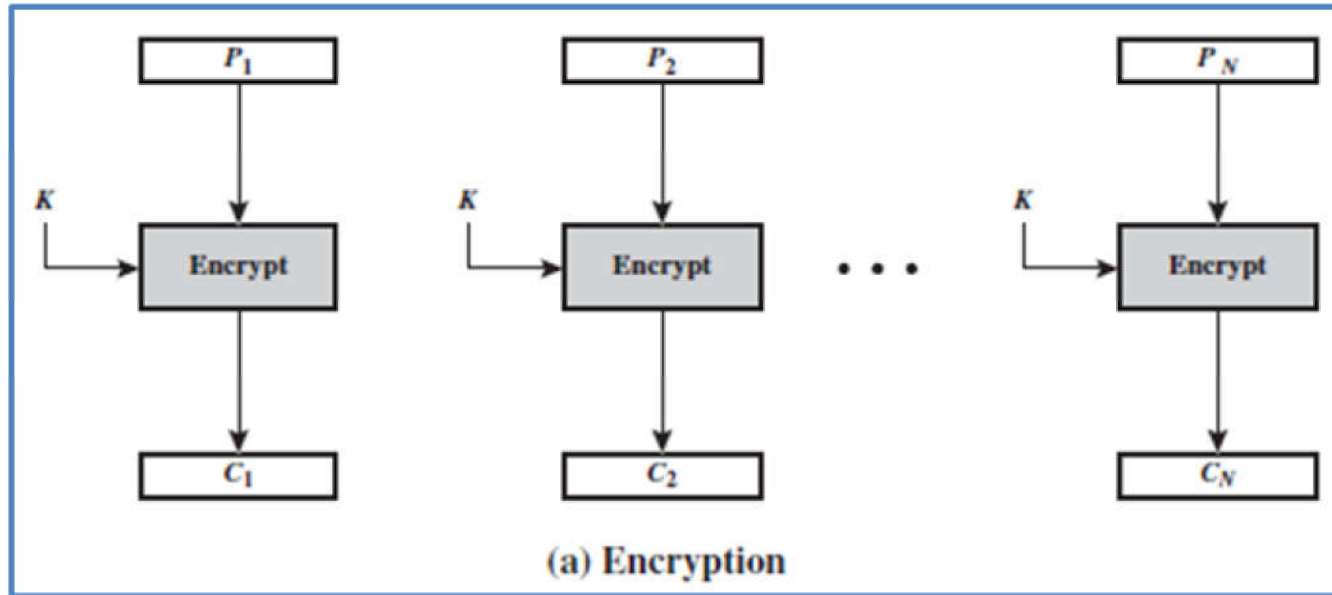 P1 P2 PN
K K K
Encrypt Encrypt • • • Encrypt
C1 C2 CN
(a) Encryption